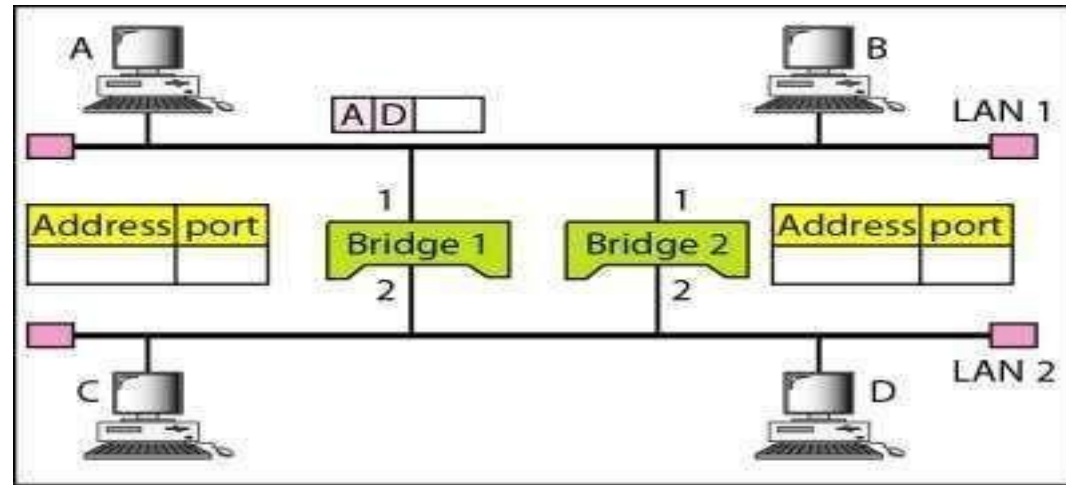 A
B
A D
LAN 1
1
1
Address port
Bridge 1
Bridge 2
Address port
2
2
C
D
LAN 2